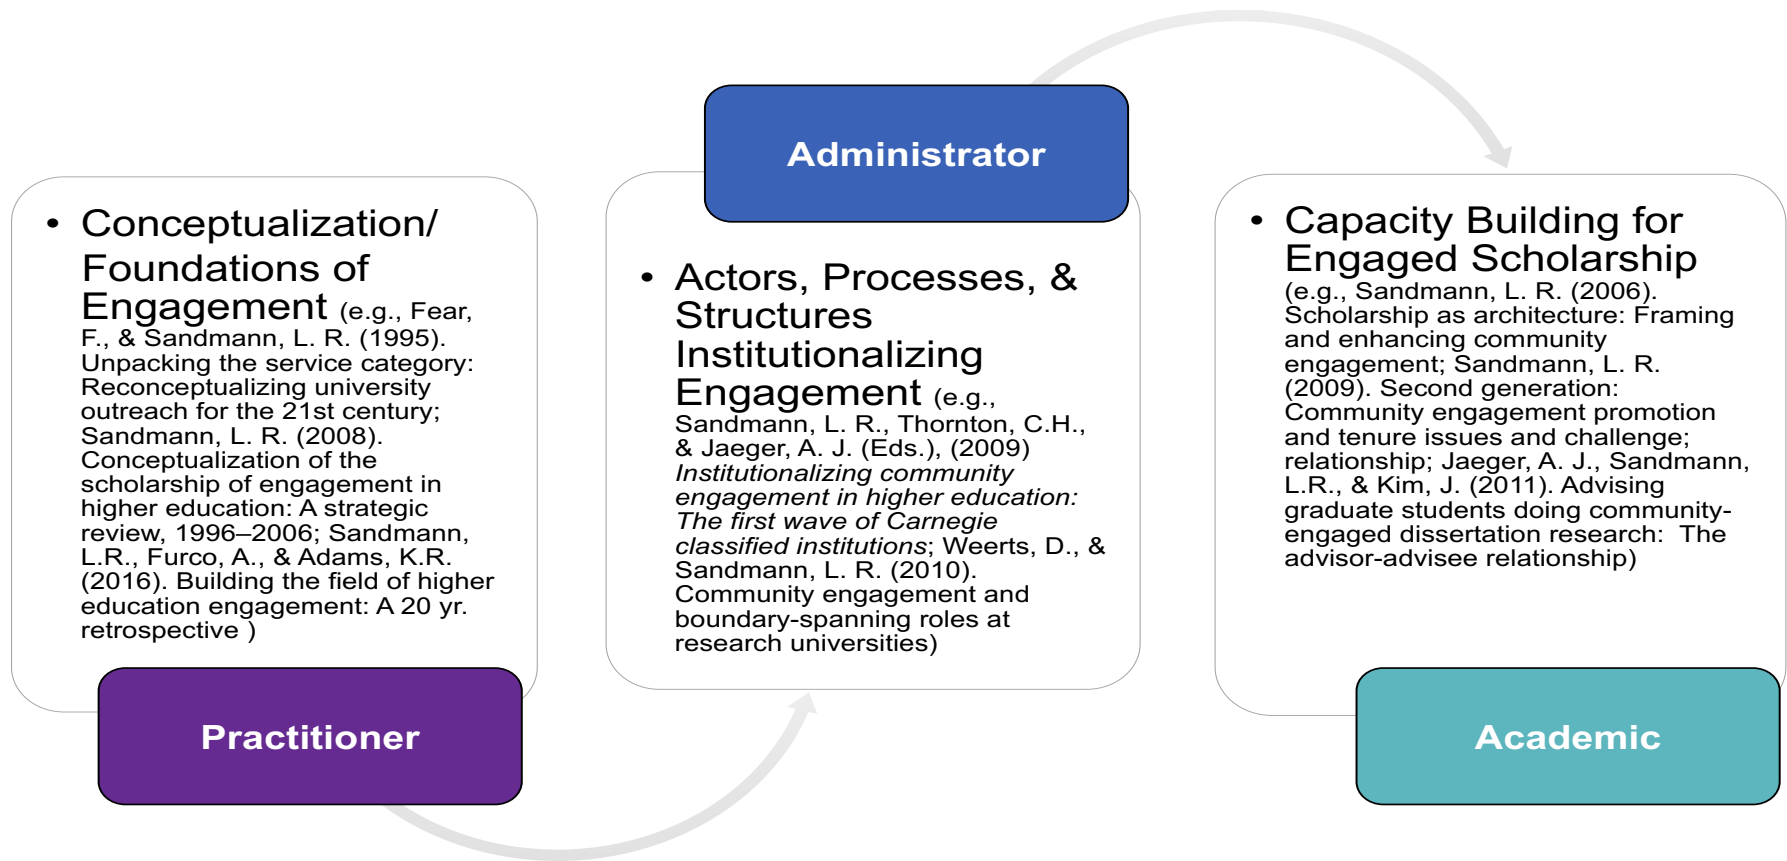 • Conceptualization/
Foundations of
Engagement (e.g., Fear,
F., & Sandmann, L. R. (1995).
Unpacking the service category:
Reconceptualizing university
outreach for the 21st century;
Sandmann, L. R. (2008).
Conceptualization of the
scholarship of engagement in
higher education: A strategic
review, 1996–2006; Sandmann,
L.R., Furco, A., & Adams, K.R.
(2016). Building the field of higher
education engagement: A 20 yr.
retrospective )
Practitioner
Administrator
• Actors, Processes, &
Structures
Institutionalizing
Engagement (e.g.,
Sandmann, L. R., Thornton, C.H.,
& Jaeger, A. J. (Eds.), (2009)
Institutionalizing community
engagement in higher education:
The first wave of Carnegie
classified institutions; Weerts, D., &
Sandmann, L. R. (2010).
Community engagement and
boundary-spanning roles at
research universities)
• Capacity Building for
Engaged Scholarship
(e.g., Sandmann, L. R. (2006).
Scholarship as architecture: Framing
and enhancing community
engagement; Sandmann, L. R.
(2009). Second generation:
Community engagement promotion
and tenure issues and challenge;
relationship; Jaeger, A. J., Sandmann,
L.R., & Kim, J. (2011). Advising
graduate students doing community-
engaged dissertation research:  The
advisor-advisee relationship)
Academic